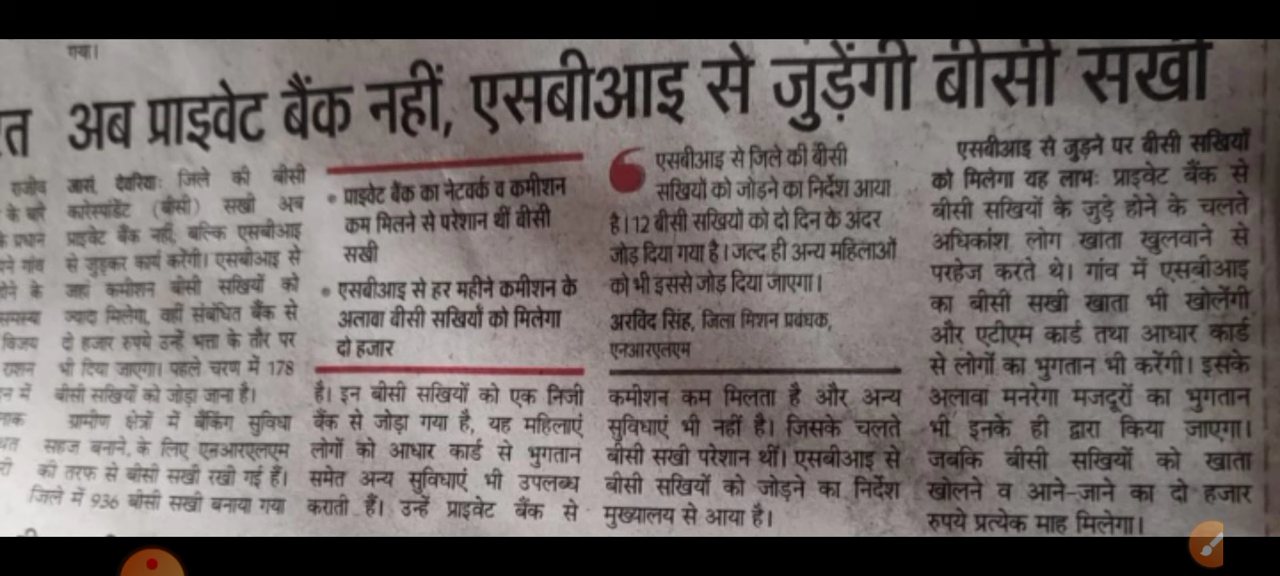 गया।
अब प्राइवेट बैंक नहीं, एसबीआइ से जुड़ेंगी बीसी सखी
जासं, देवरियाः जिले की बीसी
कारेस्पांडेंट (बीसी) सखी अब
प्राइवेट बैंक नहीं, बल्कि एसबीआइ
से जुड़कर कार्य करेंगी। एसबीआइ से
जहां कमीशन बीसी सखियों को
ज्यादा मिलेगा, वहीं संबंधित बैंक से
दो हजार रुपये उन्हें भत्ता के तौर पर
भी दिया जाएगा। पहले चरण में 178
बीसी सखियों को जोड़ा जाना है।
ग्रामीण क्षेत्रों में बैंकिंग सुविधा
सहज बनाने, के लिए एनआरएलएम
की तरफ से बीसी सखी रखी गई हैं।
जिले में 936 बीसी सखी बनाया गया
• प्राइवेट बैंक का नेटवर्क व कमीशन
कम मिलने से परेशान थीं बीसी
सखी
• एसबीआइ से हर महीने कमीशन के
अलावा बीसी सखियों को मिलेगा
दो हजार
है। इन बीसी सखियों को एक निजी
बैंक से जोड़ा गया है, यह महिलाएं
लोगों को आधार कार्ड से भुगतान
समेत अन्य सुविधाएं भी उपलब्ध
कराती हैं। उन्हें प्राइवेट बैंक से
एसबीआइ से जिले की बीसी
सखियों को जोड़ने का निर्देश आया
है। 12 बीसी सखियों को दो दिन के अंदर
जोड़ दिया गया है। जल्द ही अन्य महिलाओं
को भी इससे जोड़ दिया जाएगा।
अरविंद सिंह, जिला मिशन प्रबंधक,
एनआरएलएम
कमीशन कम मिलता है और अन्य
सुविधाएं भी नहीं है। जिसके चलते
बीसी सखी परेशान थीं। एसबीआइ से
बीसी सखियों को जोड़ने का निर्देश
मुख्यालय से आया है।
एसबीआइ से जुड़ने पर बीसी सखियों
को मिलेगा यह लाभः प्राइवेट बैंक से
बीसी सखियों के जुड़े होने के चलते
अधिकांश लोग खाता खुलवाने से
परहेज करते थे। गांव में एसबीआइ
का बीसी सखी खाता भी खोलेंगी
और एटीएम कार्ड तथा आधार कार्ड
से लोगों का भुगतान भी करेंगी। इसके
अलावा मनरेगा मजदूरों का भुगतान
भी इनके ही द्वारा किया जाएगा।
जबकि बीसी सखियों को खाता
खोलने व आने-जाने का दो हजार
रुपये प्रत्येक माह मिलेगा।